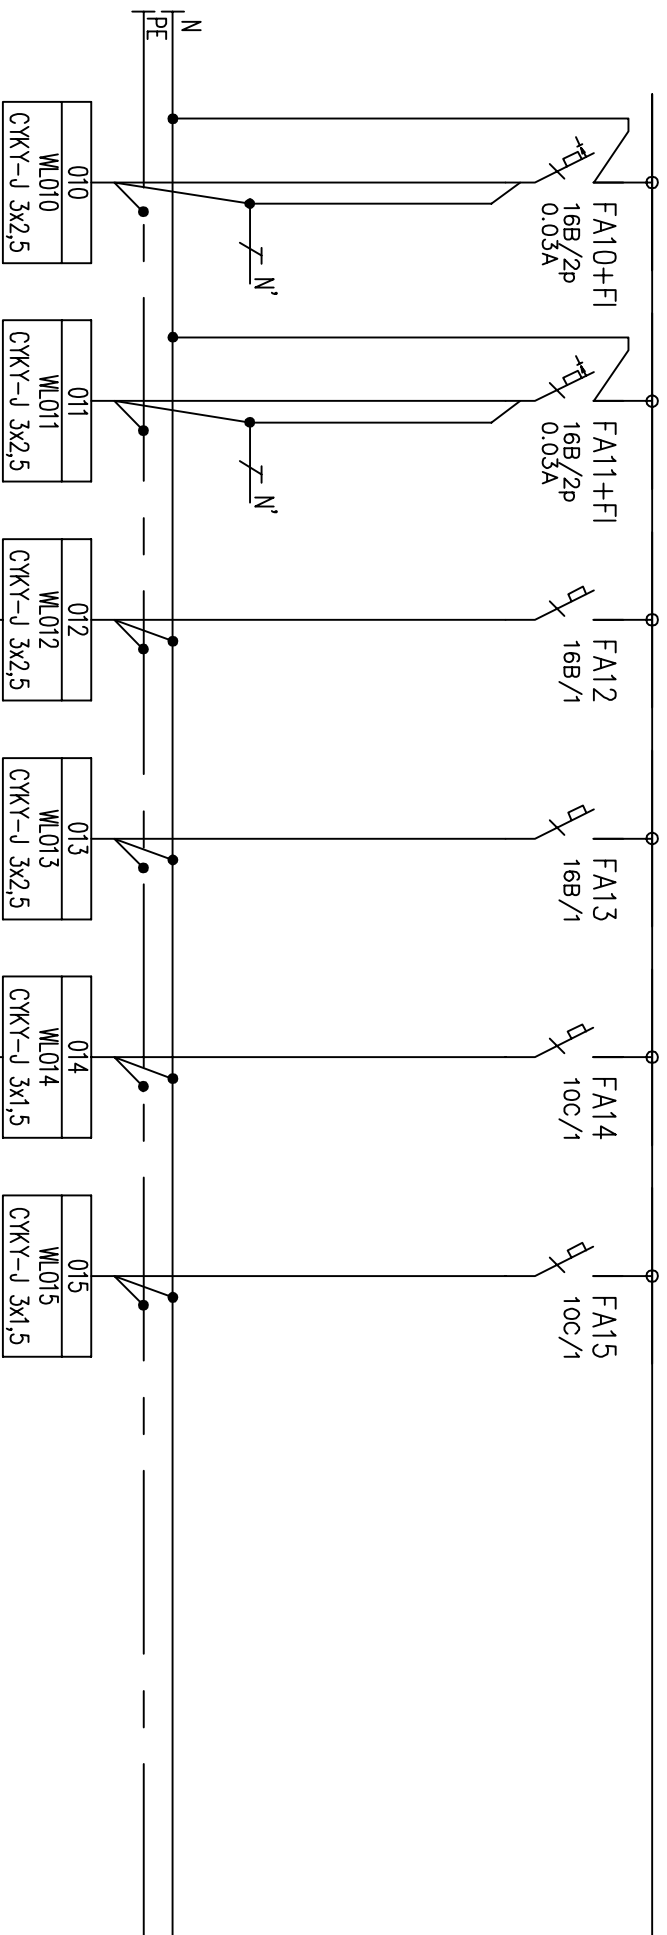 N
PE
FA10+FI
16B/2p
0.03A
N'
010
WL010
CYKY-J 3x2,5
FA11+FI
16B/2p
0.03A
N'
011
WL011
CYKY-J 3x2,5
FA12
16B/1
012
WL012
CYKY-J 3x2,5
FA13
16B/1
013
WL013
CYKY-J 3x2,5
FA14
10C/1
014
WL014
CYKY-J 3x1,5
FA15
10C/1
015
WL015
CYKY-J 3x1,5